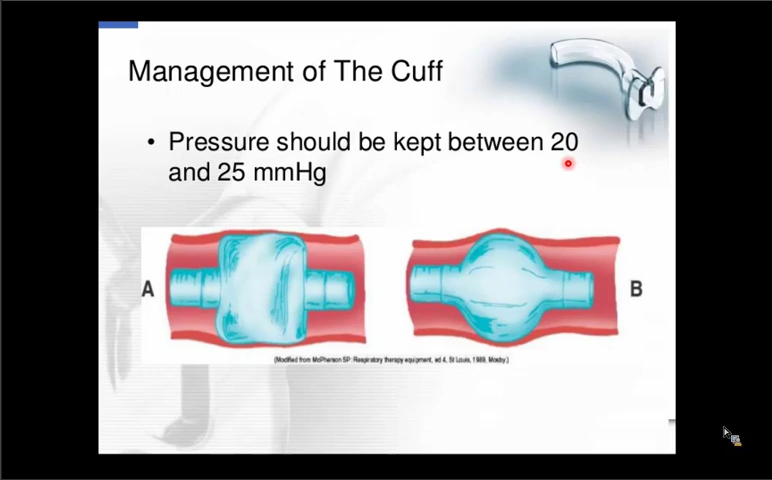 Management of The Cuff
• Pressure should be kept between 20
and 25 mmHg
A
B
(Modified from McPherson SP: Respiratory therapy equipment, ed 4, St Louis, 1989, Mosby.)